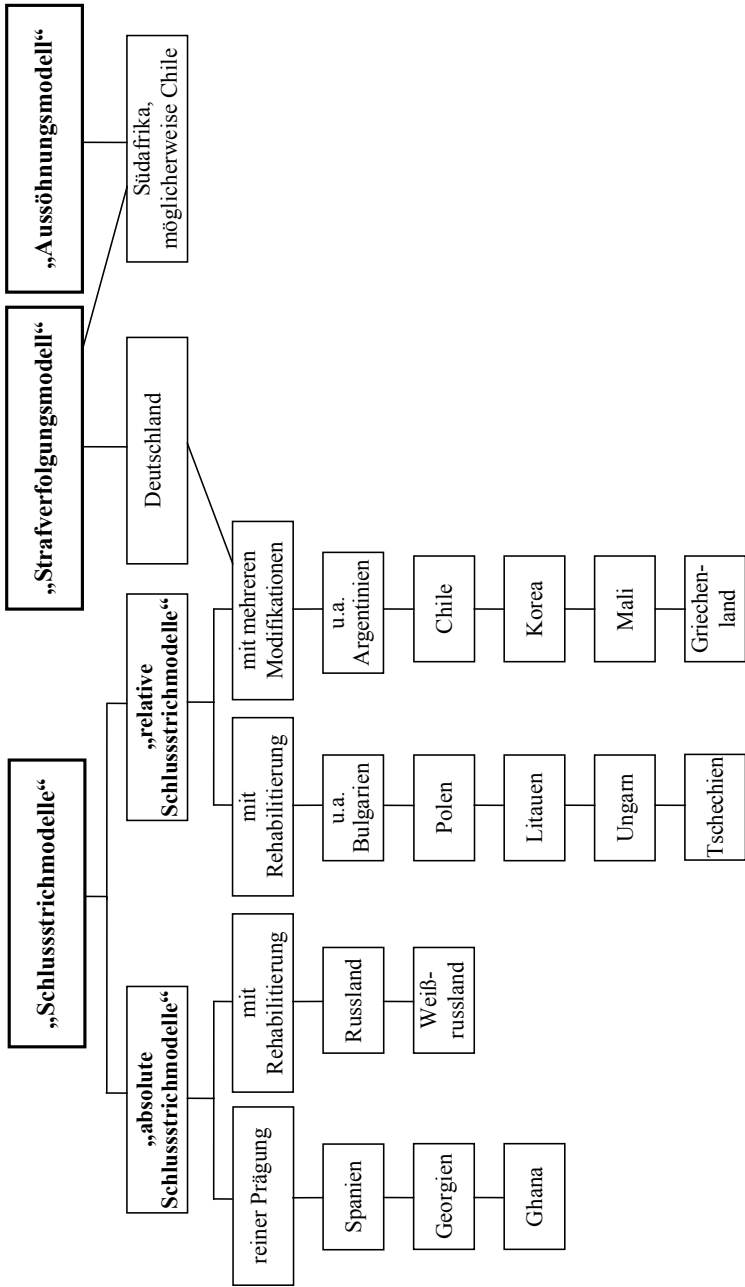 „Schlussstrichmodelle“
„Strafverfolgungsmodell“
„Aussöhnungsmodell“
„absolute
Schlussstrichmodelle“
„relative
Schlussstrichmodelle“
Deutschland
Südafrika,
möglicherweise Chile
reiner Prägung
mit
Rehabilitierung
mit
Rehabilitierung
mit mehreren
Modifikationen
Spanien
Georgien
Ghana
Russland
Weiß-
russland
u.a.
Bulgarien
Polen
Litauen
Ungarn
Tschechien
u.a.
Argentinien
Chile
Korea
Mali
Griechen-
land